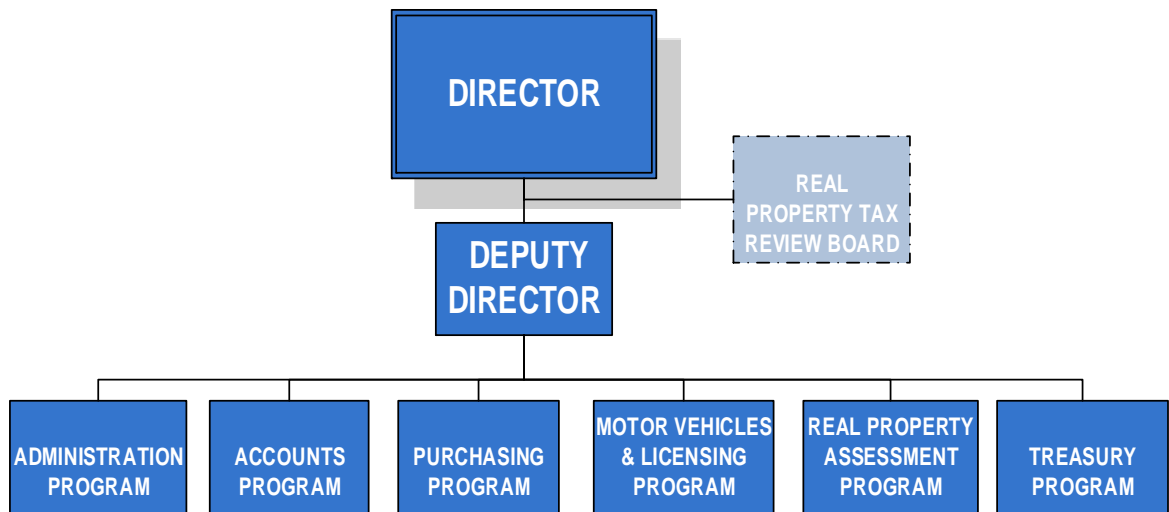 DIRECTOR
REAL
PROPERTY TAX
REVIEW BOARD
DEPUTY
DIRECTOR
ADMINISTRATION
PROGRAM
ACCOUNTS
PROGRAM
PURCHASING
PROGRAM
MOTOR VEHICLES
& LICENSING
PROGRAM
REAL PROPERTY
ASSESSMENT
PROGRAM
TREASURY
PROGRAM